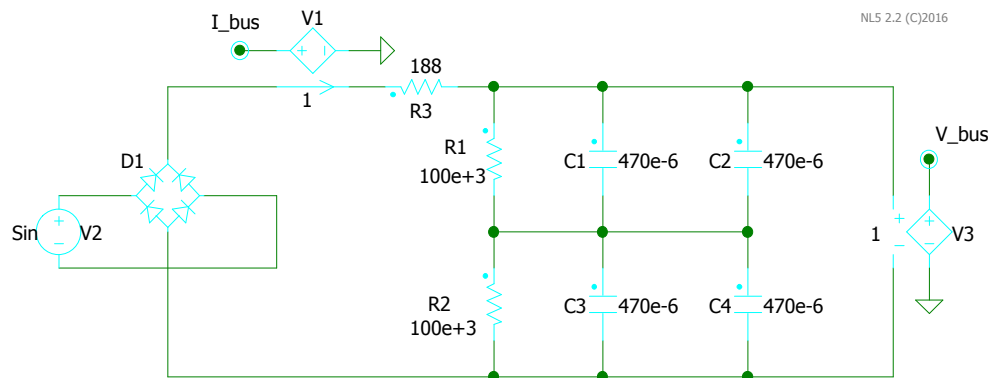 I_bus
V1
NL5 2.2 (C)2016
188
1
R3
D1
Sin
V2
R1
100e+3
C1
470e-6
C2
470e-6
V_bus
1
V3
R2
100e+3
C3
470e-6
C4
470e-6